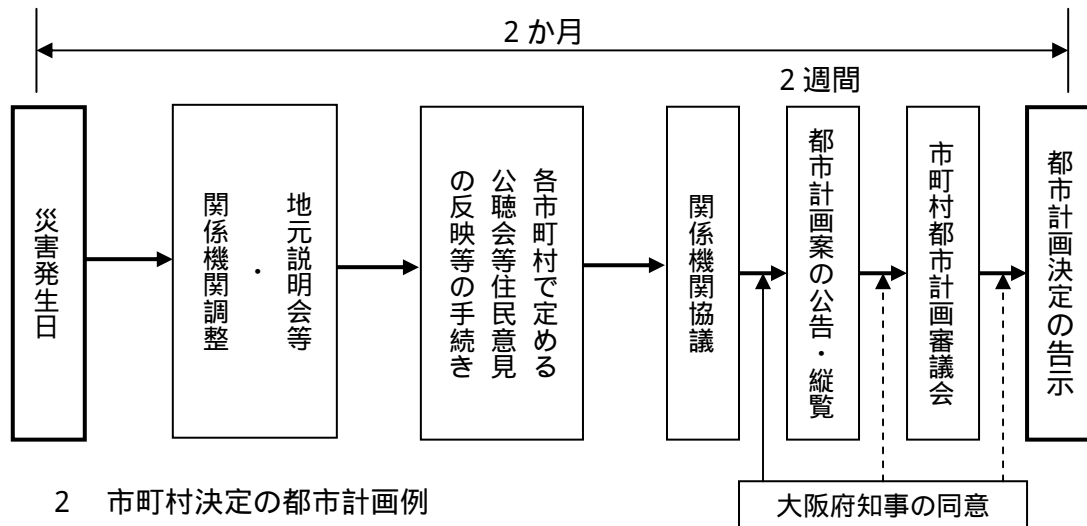 2か月
2週間
災害発生日
地元説明会等
・
関係機関調整
各市町村で定める
公聴会等住民意見
の反映等の手続き
関係機関協議
都市計画案の公告・縦覧
市町村都市計画審議会
都市計画決定の告示
大阪府知事の同意
2　市町村決定の都市計画例